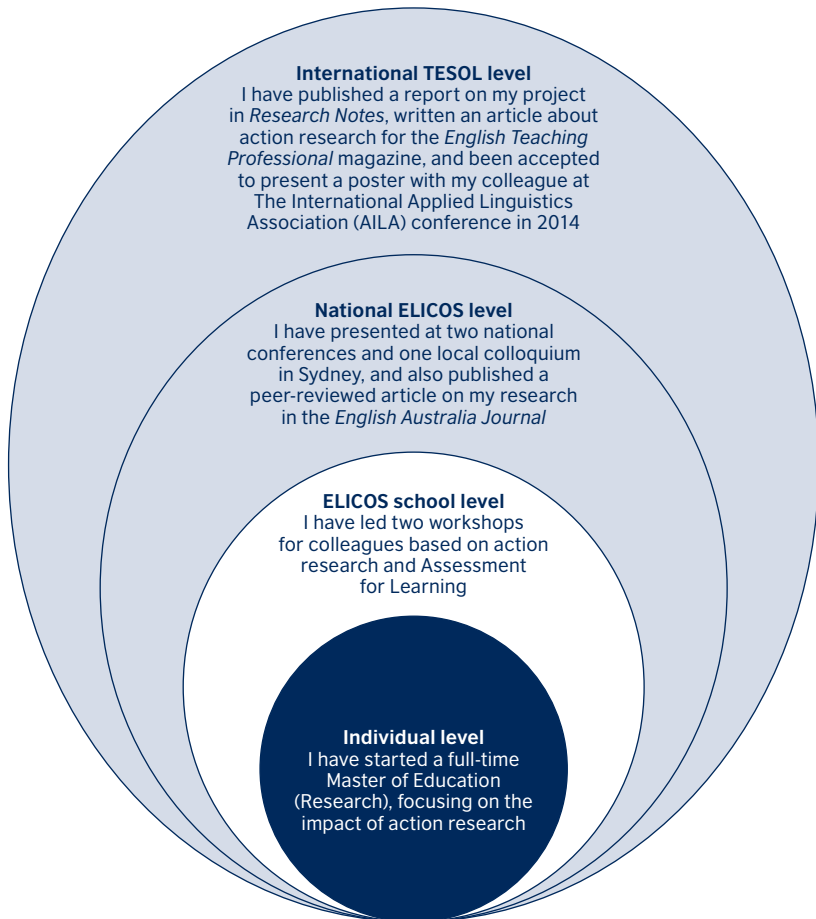 International TESOL level
I have published a report on my project
in Research Notes, written an article about
action research for the English Teaching
Professional magazine, and been accepted
to present a poster with my colleague at
The International Applied Linguistics
Association (AILA) conference in 2014
National ELICOS level
I have presented at two national
conferences and one local colloquium
in Sydney, and also published a
peer-reviewed article on my research
in the English Australia Journal
ELICOS school level
I have led two workshops
for colleagues based on action
research and Assessment
for Learning
Individual level
I have started a full-time
Master of Education
(Research), focusing on the
impact of action research